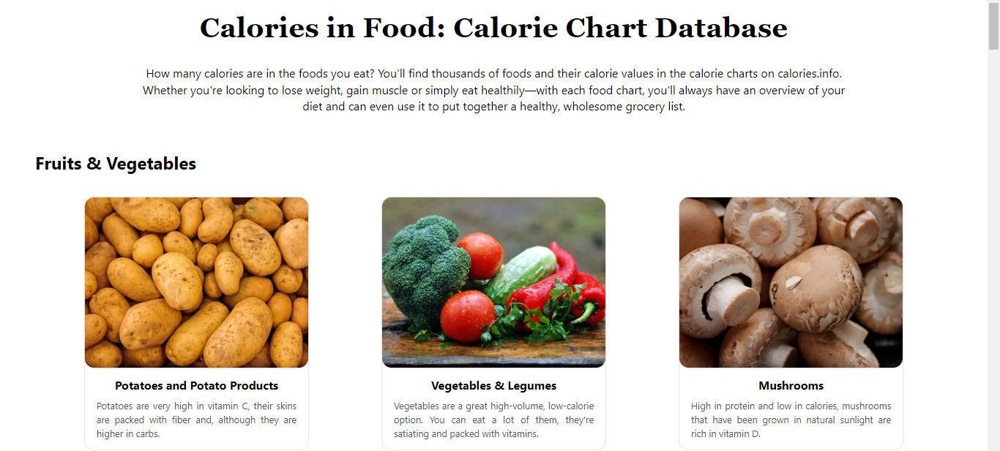 Calories in Food: Calorie Chart Database
How many calories are in the foods you eat? You'll find thousands of foods and their calorie values in the calorie charts on calories.info.
Whether you're looking to lose weight, gain muscle or simply eat healthily—with each food chart, you'll always have an overview of your
diet and can even use it to put together a healthy, wholesome grocery list.
Fruits & Vegetables
Potatoes and Potato Products
Potatoes are very high in vitamin C, their skins
are packed with fiber and, although they are
higher in carbs.
Vegetables & Legumes
Vegetables are a great high-volume, low-calorie
option. You can eat a lot of them, they're
satiating and packed with vitamins.
Mushrooms
High in protein and low in calories, mushrooms
that have been grown in natural sunlight are
rich in vitamin D.